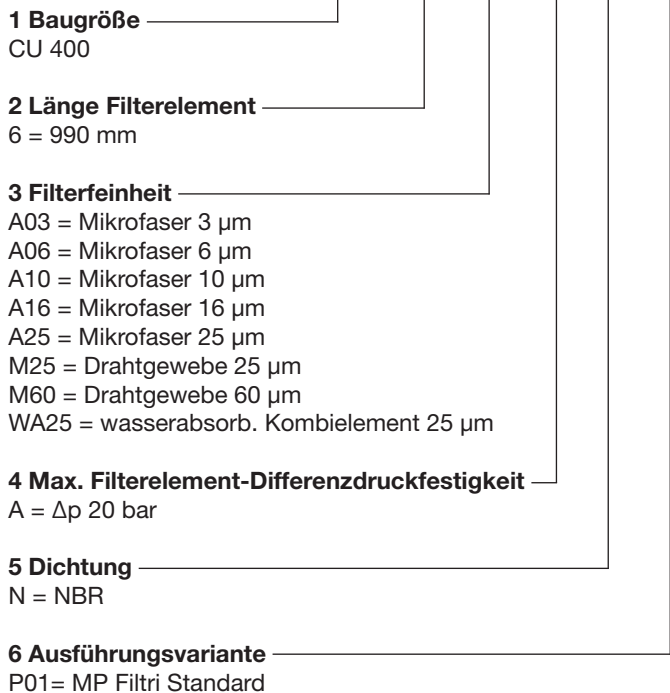 1 Baugröße
CU 400
2 Länge Filterelement
6 = 990 mm
3 Filterfeinheit
A03 = Mikrofaser 3 µm
A06 = Mikrofaser 6 µm
A10 = Mikrofaser 10 µm
A16 = Mikrofaser 16 µm
A25 = Mikrofaser 25 µm
M25 = Drahtgewebe 25 µm
M60 = Drahtgewebe 60 µm
WA25 = wasserabsorb. Kombielement 25 µm
4 Max. Filterelement-Differenzdruckfestigkeit
A = Δp 20 bar
5 Dichtung
N = NBR
6 Ausführungsvariante
P01= MP Filtri Standard